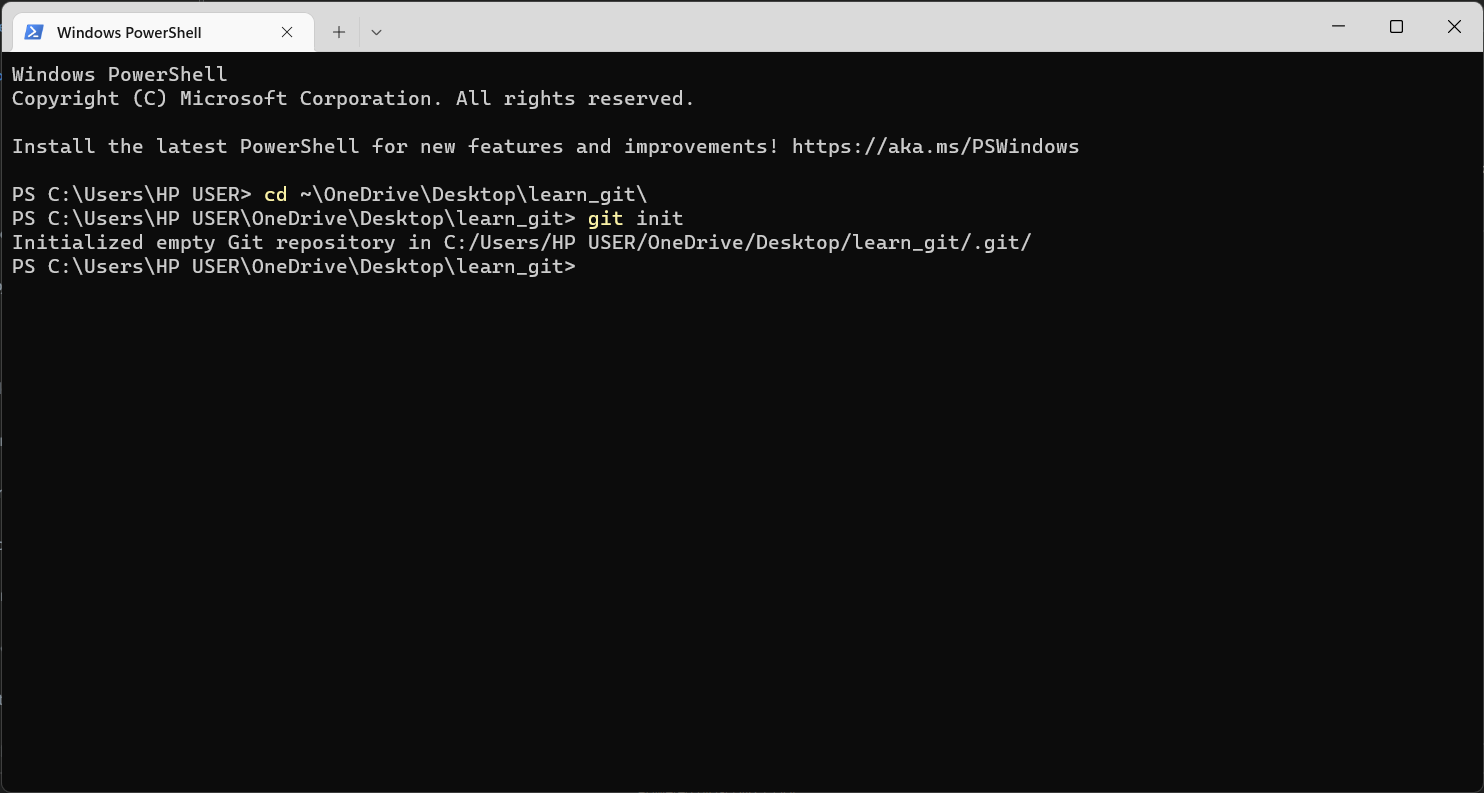 Windows PowerShell
Windows PowerShell
Copyright (C) Microsoft Corporation. All rights reserved.
Install the latest PowerShell for new features and improvements! https://aka.ms/PSWindows
PS C:\Users\HP USER> cd ~\OneDrive\Desktop\learn_git\
PS C:\Users\HP USER\OneDrive\Desktop\learn_git> git init
Initialized empty Git repository in C:/Users/HP USER/OneDrive/Desktop/learn_git/.git/
PS C:\Users\HP USER\OneDrive\Desktop\learn_git>